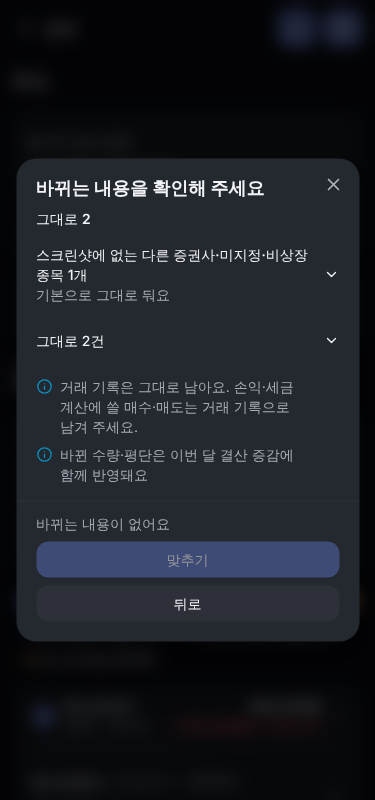 바뀌는 내용을 확인해 주세요
그대로 2
스크린샷에 없는 다른 증권사·미지정·비상장
종목 1개
기본으로 그대로 둬요
그대로 2건
거래 기록은 그대로 남아요. 손익·세금
계산에 쓸 매수·매도는 거래 기록으로
남겨 주세요.
바뀐 수량·평단은 이번 달 결산 증감에
함께 반영돼요
바뀌는 내용이 없어요
맞추기
뒤로